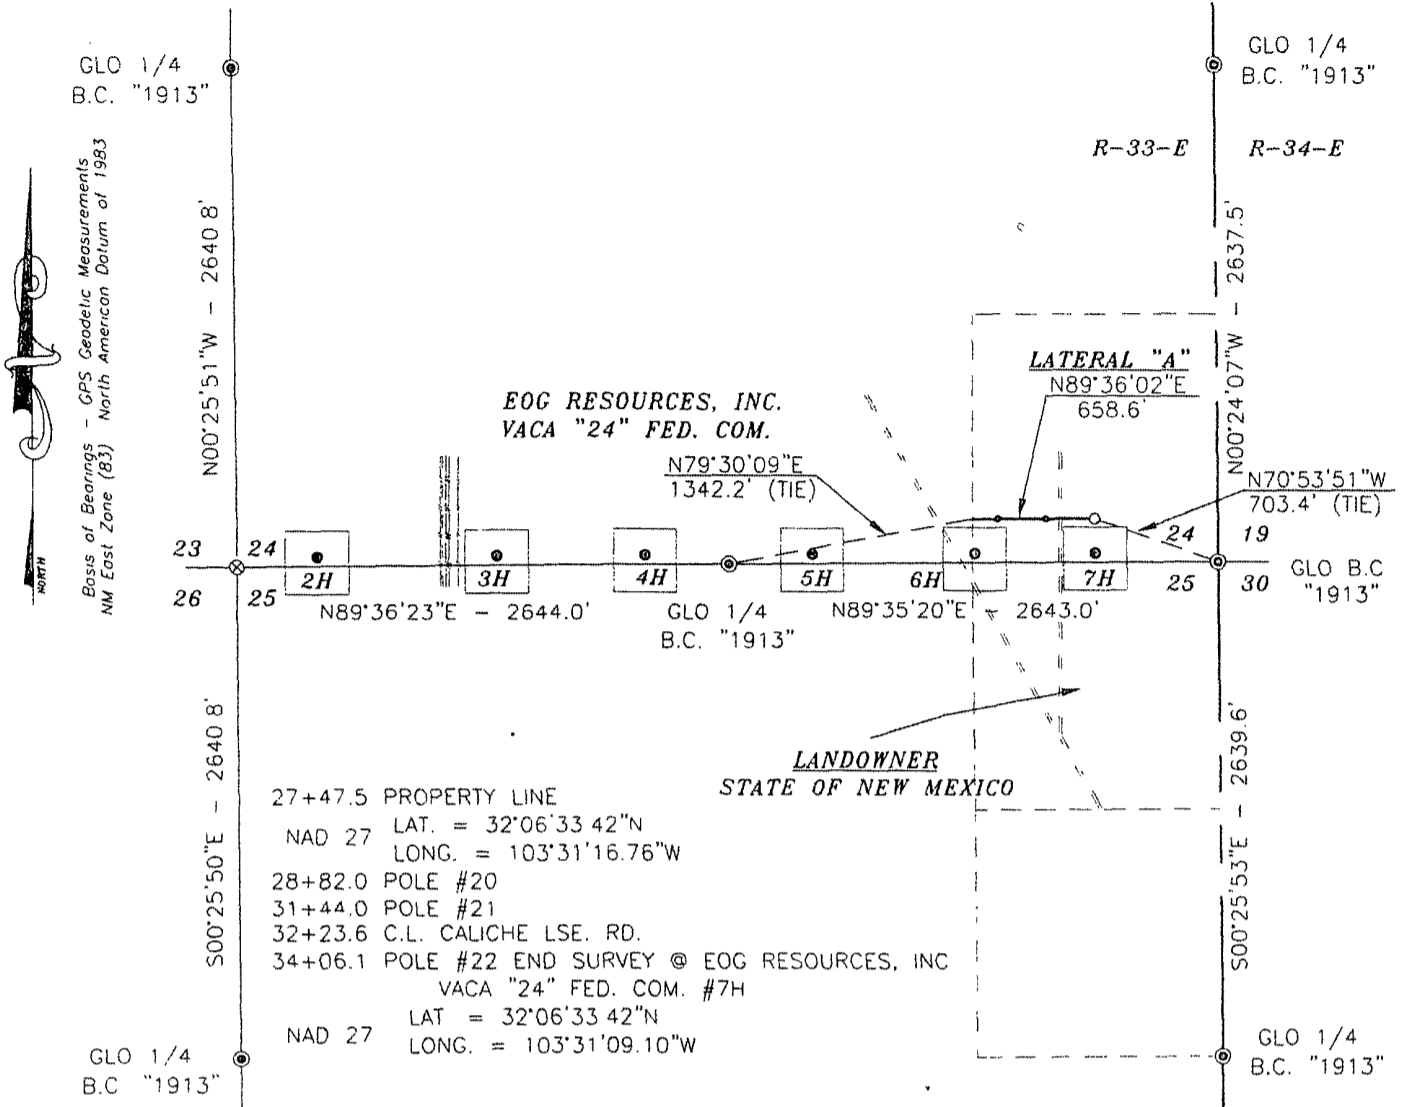 GLO 1/4
B.C. "1913"
GLO 1/4
B.C. "1913"
R-33-E
R-34-E
Basis of Bearings - GPS Geodetic Measurements
NM East Zone (83) North American Datum of 1983
NORTH
N00°25'51"W - 2640 8'
N00°24'07"W - 2637.5'
LATERAL "A"
N89°36'02"E
658.6'
EOG RESOURCES, INC.
VACA "24" FED. COM.
N79°30'09"E
1342.2' (TIE)
N70°53'51"W
703.4' (TIE)
23
24
24
19
26
25
25
30
2H
3H
4H
5H
6H
7H
GLO B.C
"1913"
N89°36'23"E - 2644.0'
GLO 1/4
B.C. "1913"
N89°35'20"E - 2643.0'
S00°25'50"E - 2640 8'
S00°25'53"E - 2639.6'
LANDOWNER
STATE OF NEW MEXICO
27+47.5 PROPERTY LINE
NAD 27
LAT. = 32°06'33 42"N
LONG. = 103°31'16.76"W
28+82.0 POLE #20
31+44.0 POLE #21
32+23.6 C.L. CALICHE LSE. RD.
34+06.1 POLE #22 END SURVEY @ EOG RESOURCES, INC
VACA "24" FED. COM. #7H
NAD 27
LAT = 32°06'33 42"N
LONG. = 103°31'09.10"W
GLO 1/4
B.C "1913"
GLO 1/4
B.C. "1913"